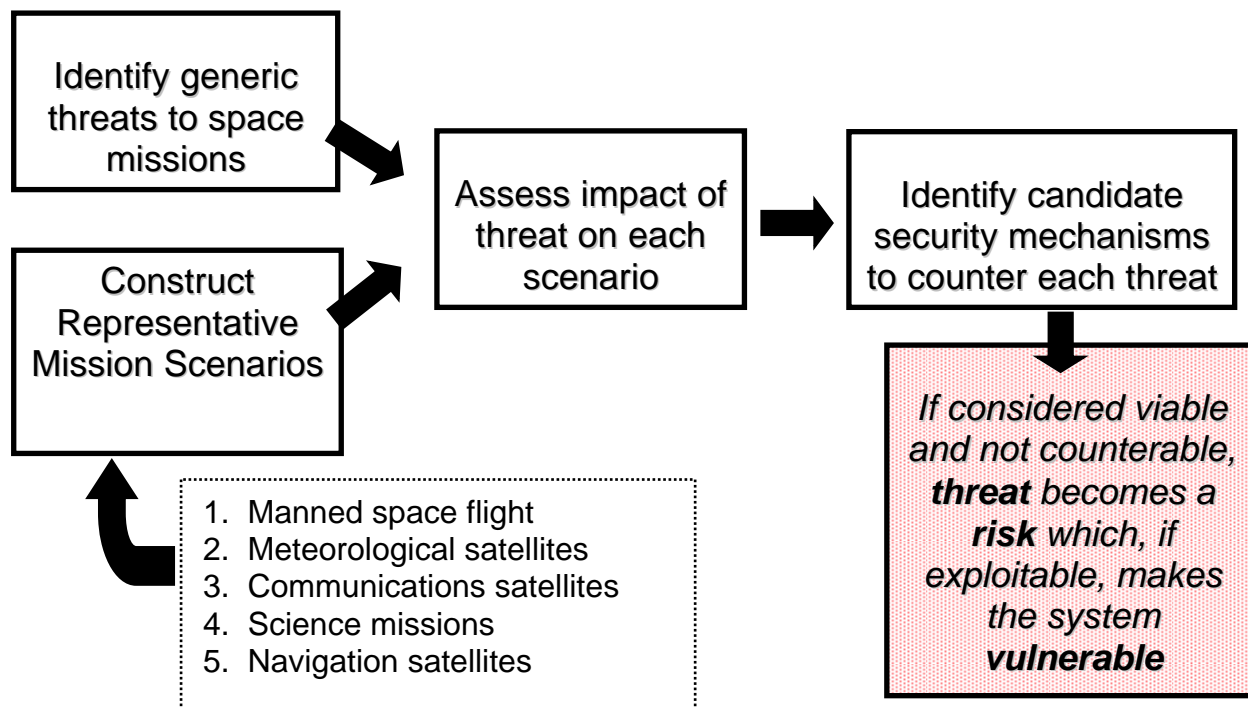 Identify generic
threats to space
missions
Construct
Representative
Mission Scenarios
Assess impact of
threat on each
scenario
Identify candidate
security mechanisms
to counter each threat
If considered viable
and not counterable,
threat becomes a
risk which, if
exploitable, makes
the system
vulnerable
1. Manned space flight
2. Meteorological satellites
3. Communications satellites
4. Science missions
5. Navigation satellites